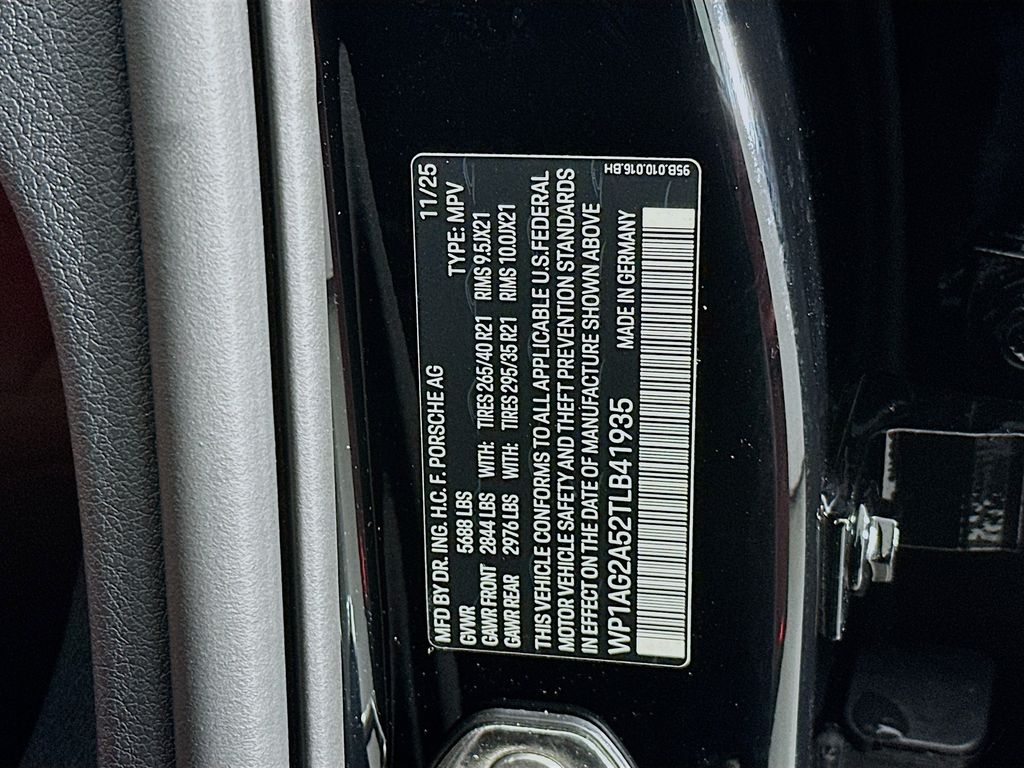 MFD BY DR. ING. H.C. F. PORSCHE AG 11/25
GVWR 5688 LBS TYPE: MPV
GAWR FRONT 2844 LBS WITH: TIRES 265/40 R21 RIMS 9.5JX21
GAWR REAR 2976 LBS WITH: TIRES 295/35 R21 RIMS 10.0JX21
THIS VEHICLE CONFORMS TO ALL APPLICABLE U.S. FEDERAL
MOTOR VEHICLE SAFETY AND THEFT PREVENTION STANDARDS
IN EFFECT ON THE DATE OF MANUFACTURE SHOWN ABOVE
WP1AG2A52TLB41935 MADE IN GERMANY
95B.010.016.BH